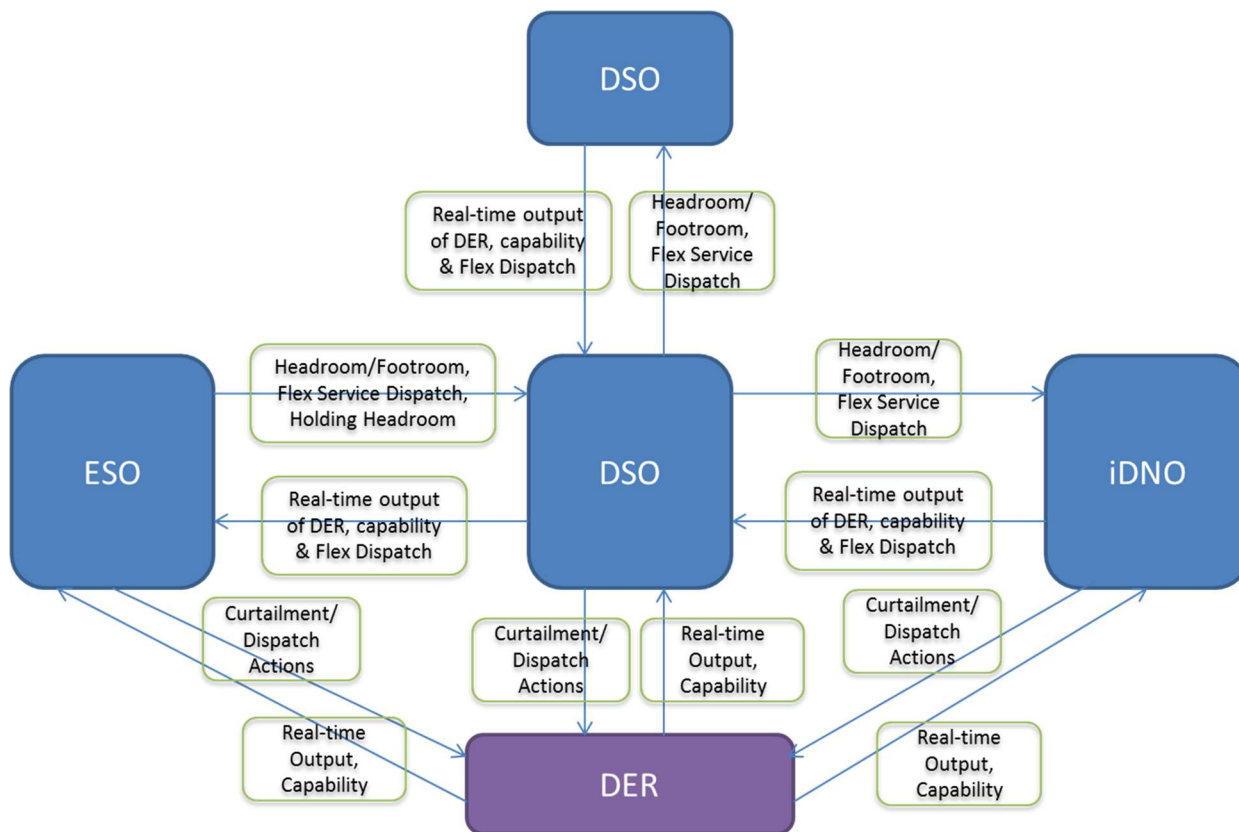 DSO
Real-time output
of DER, capability
& Flex Dispatch
Headroom/
Footroom,
Flex Service
Dispatch
ESO
Headroom/Footroom,
Flex Service Dispatch,
Holding Headroom
Real-time output
of DER, capability
& Flex Dispatch
DSO
Headroom/
Footroom,
Flex Service
Dispatch
Real-time output
of DER, capability
& Flex Dispatch
iDNO
Curtailment/
Dispatch
Actions
Real-time
Output,
Capability
Curtailment/
Dispatch
Actions
Real-time
Output,
Capability
Curtailment/
Dispatch
Actions
Real-time
Output,
Capability
DER